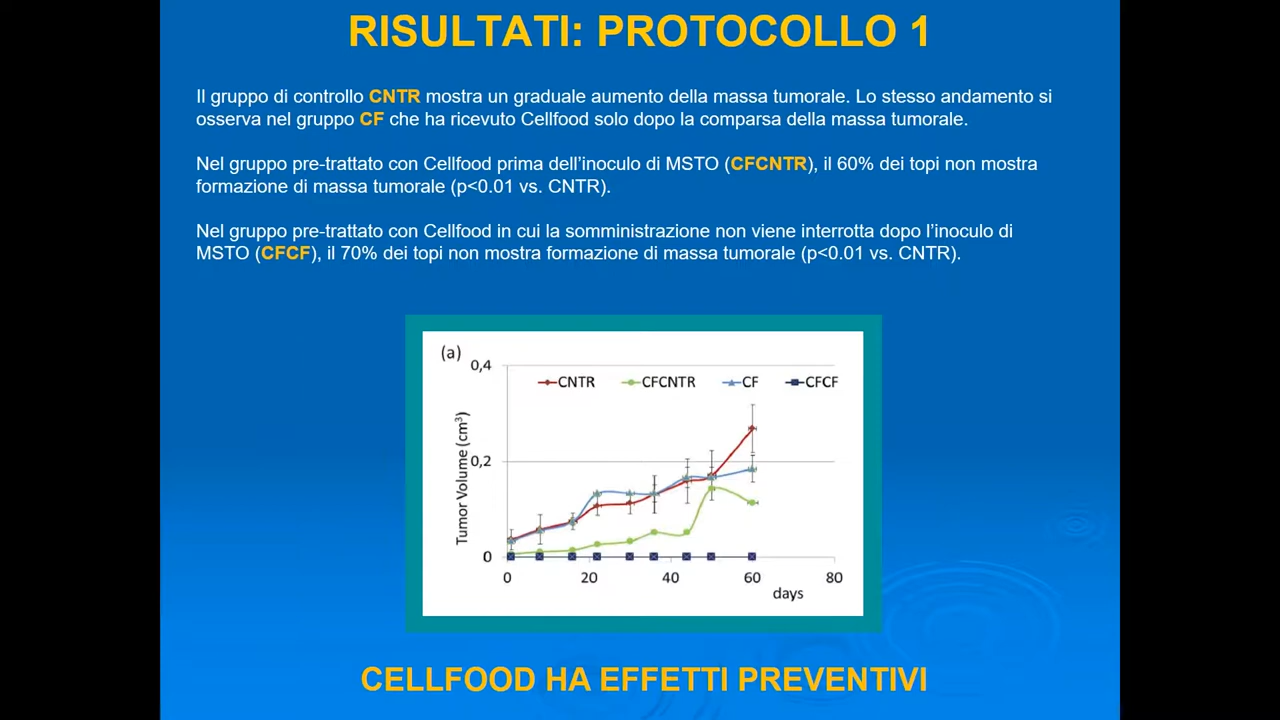 RISULTATI: PROTOCOLLO 1
Il gruppo di controllo CNTR mostra un graduale aumento della massa tumorale. Lo stesso andamento si
osserva nel gruppo CF che ha ricevuto Cellfood solo dopo la comparsa della massa tumorale.
Nel gruppo pre-trattato con Cellfood prima dell’inoculo di MSTO (CFCNTR), il 60% dei topi non mostra
formazione di massa tumorale (p<0.01 vs. CNTR).
Nel gruppo pre-trattato con Cellfood in cui la somministrazione non viene interrotta dopo l’inoculo di
MSTO (CFCF), il 70% dei topi non mostra formazione di massa tumorale (p<0.01 vs. CNTR).
(a)
0,4
CNTR CFCNTR CF CFCF
Tumor Volume (cm³)
0,2
0
0 20 40 60 80
days
CELLFOOD HA EFFETTI PREVENTIVI